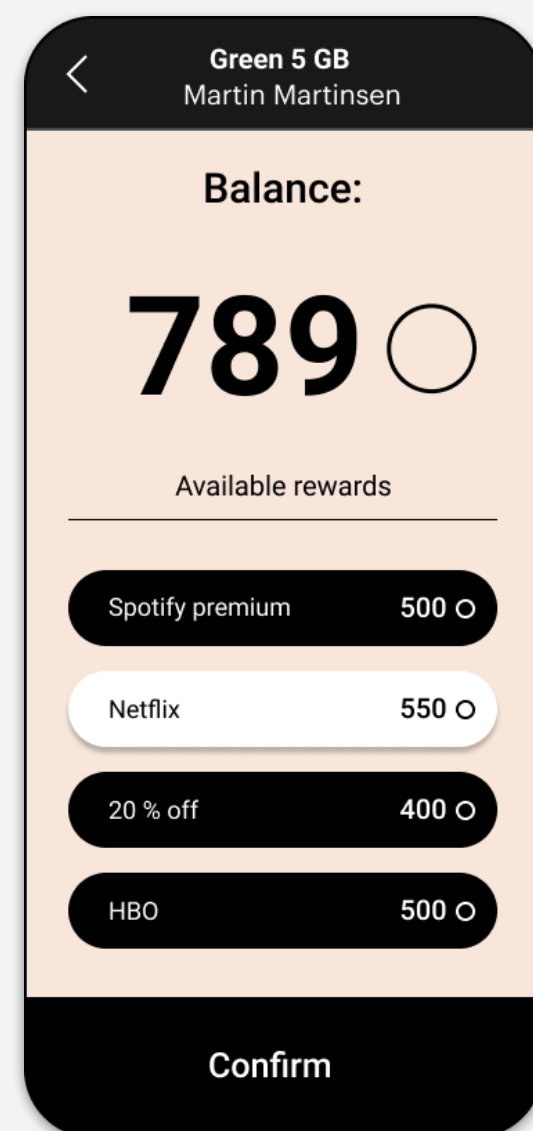 Green 5 GB
Martin Martinsen
Balance:
789
Available rewards
Spotify premium 500
Netflix 550
20 % off 400
HBO 500
Confirm